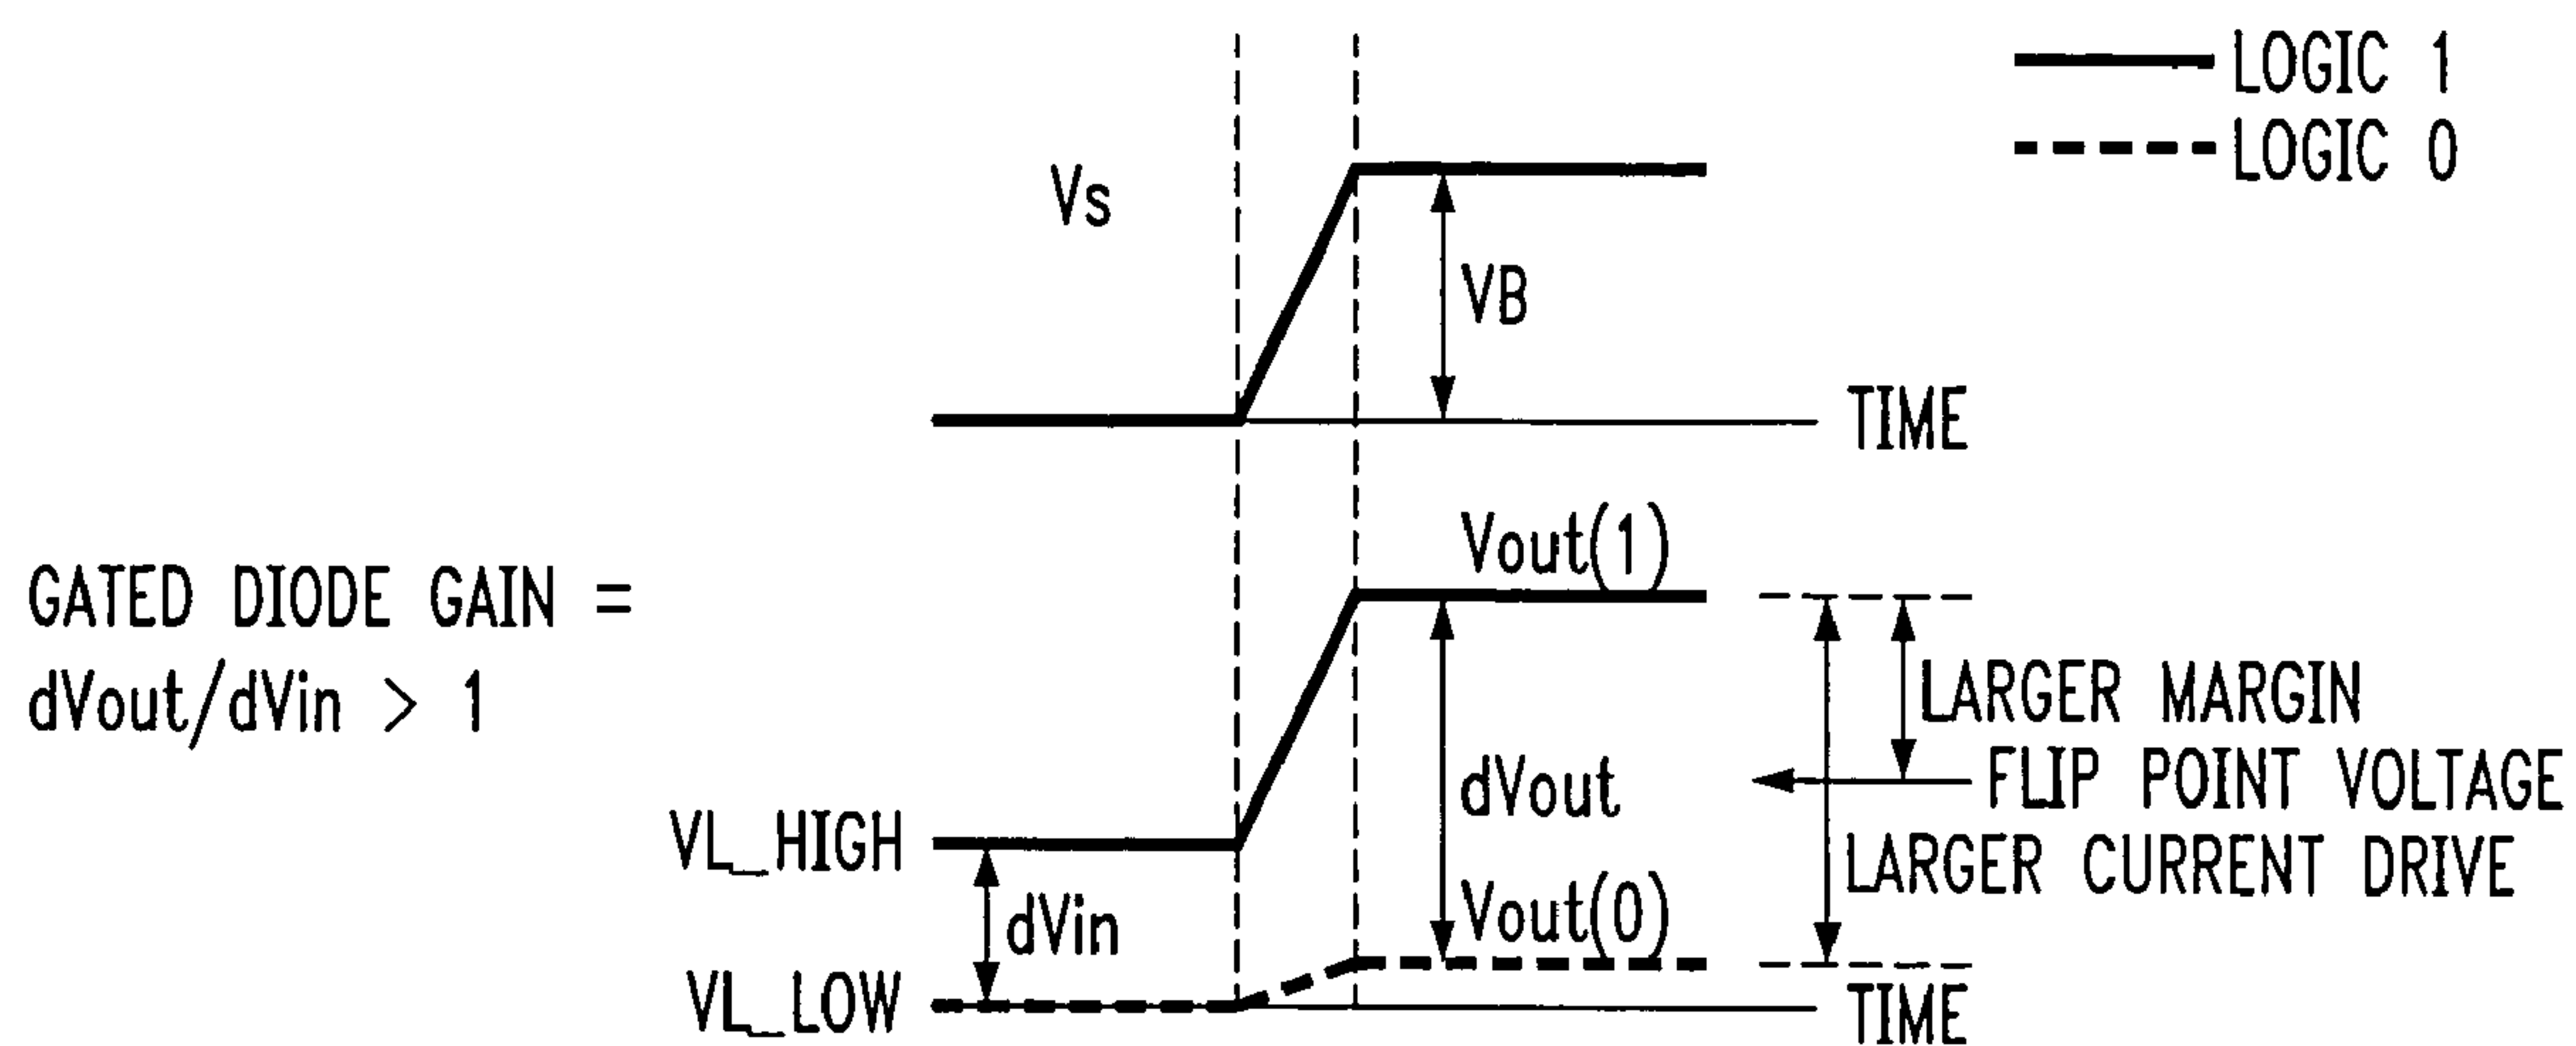 LOGIC 1
LOGIC 0
Vs
VB
TIME
Vout(1)
GATED DIODE GAIN =
dVout/dVin > 1
LARGER MARGIN
FLIP POINT VOLTAGE
dVout
VL_HIGH
LARGER CURRENT DRIVE
dVin
Vout(0)
VL_LOW
TIME